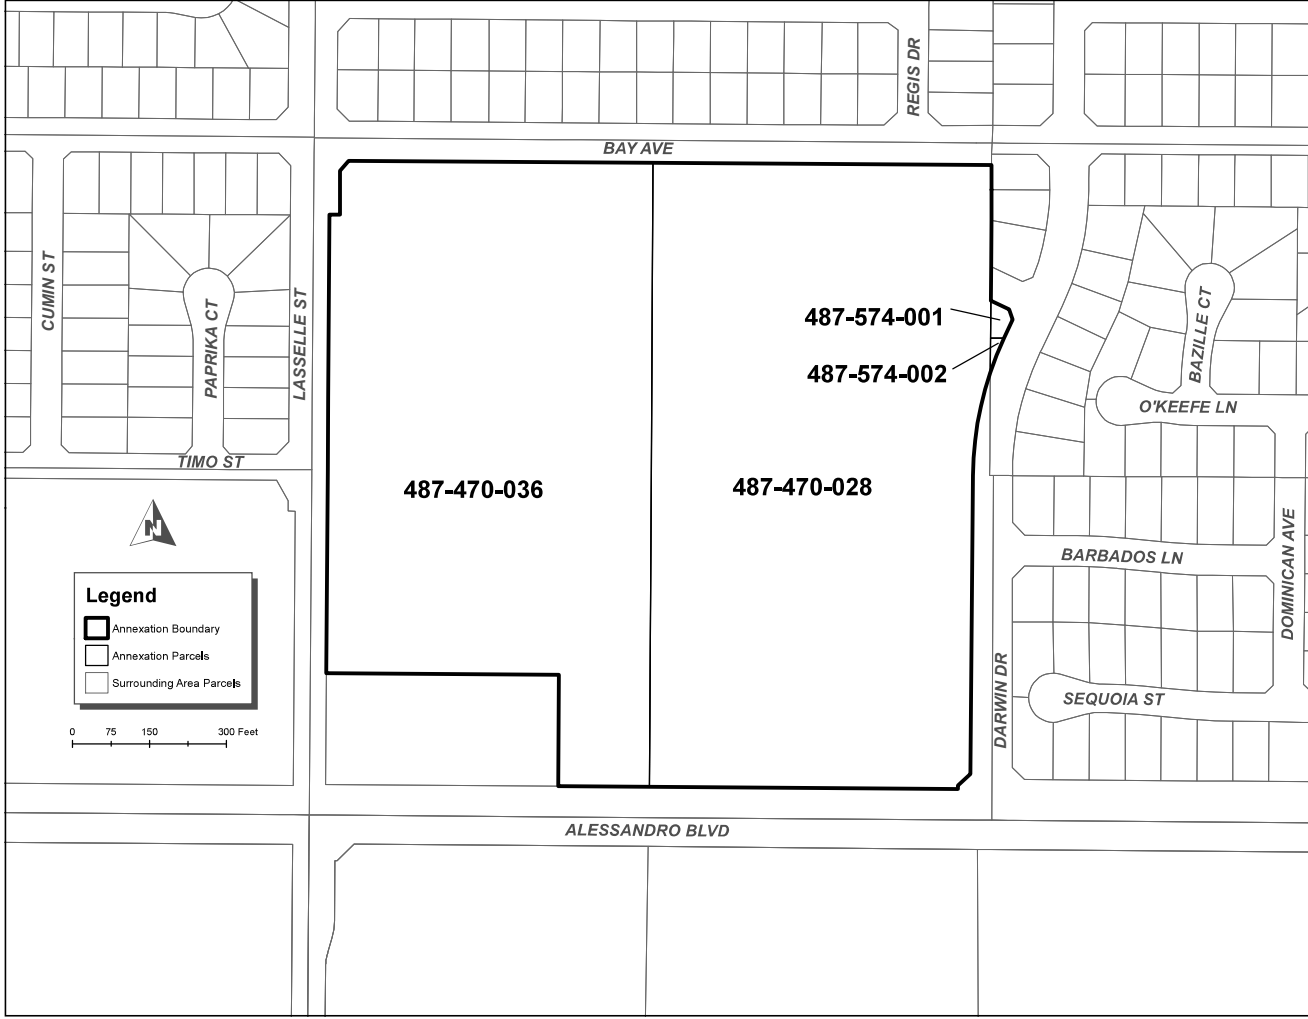 REGIS DR
BAY AVE
CUMIN ST
PAPRIKA CT
LASSELLE ST
TIMO ST
487-574-001
487-574-002
BAZILLE CT
O'KEEFE LN
487-470-036
487-470-028
N
BARBADOS LN
DOMINICAN AVE
Legend
Annexation Boundary
Annexation Parcels
Surrounding Area Parcels
0 75 150 300 Feet
DARWIN DR
SEQUOIA ST
ALESSANDRO BLVD